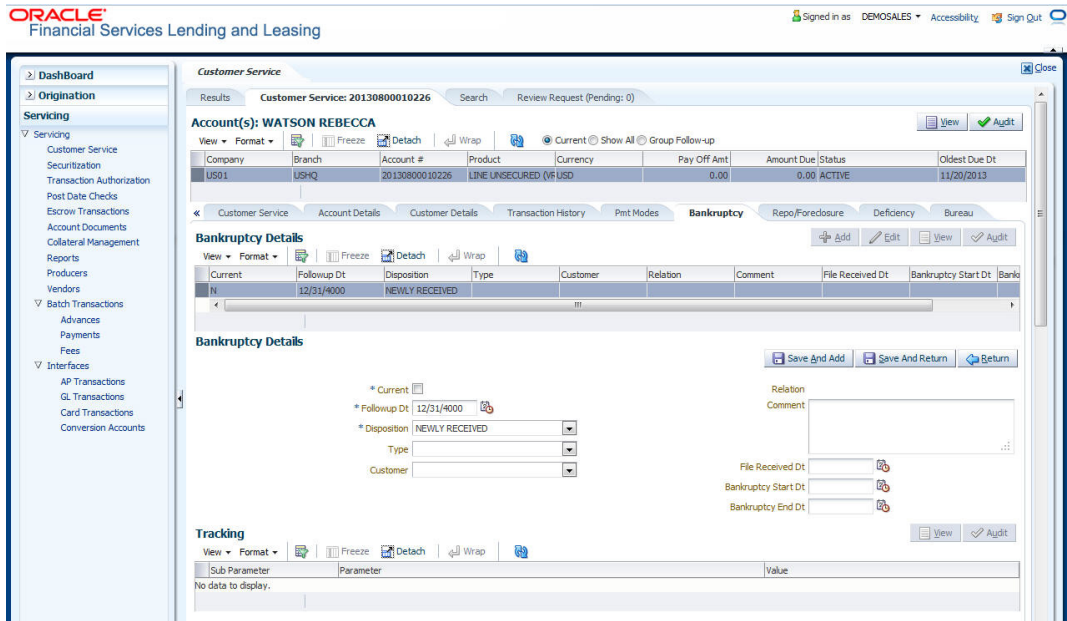 ORACLE®
Financial Services Lending and Leasing
Signed in as DEMOSALES Accessibility Sign Out
Close
DashBoard
Origination
Servicing
Servicing
Customer Service
Securitization
Transaction Authorization
Post Date Checks
Escrow Transactions
Account Documents
Collateral Management
Reports
Producers
Vendors
Batch Transactions
Advances
Payments
Fees
Interfaces
AP Transactions
GL Transactions
Card Transactions
Conversion Accounts
Customer Service
Results Customer Service: 20130800010226 Search Review Request (Pending: 0)
Account(s): WATSON REBECCA
View Audit
View Format Freeze Detach Wrap Current Show All Group Follow-up
Company Branch Account # Product Currency Pay Off Amt Amount Due Status Oldest Due Dt
US01 USHQ 20130800010226 LINE UNSECURED (VR USD 0.00 0.00 ACTIVE 11/20/2013
« Customer Service Account Details Customer Details Transaction History Pmt Modes Bankruptcy Repo/Foreclosure Deficiency Bureau
Bankruptcy Details
Add Edit View Audit
View Format Freeze Detach Wrap
Current Followup Dt Disposition Type Customer Relation Comment File Received Dt Bankruptcy Start Dt Bank
N 12/31/4000 NEWLY RECEIVED
Bankruptcy Details
Save And Add Save And Return Return
* Current
* Followup Dt 12/31/4000
* Disposition NEWLY RECEIVED
Type
Customer
Relation
Comment
File Received Dt
Bankruptcy Start Dt
Bankruptcy End Dt
Tracking
View Audit
View Format Freeze Detach Wrap
Sub Parameter Parameter Value
No data to display.